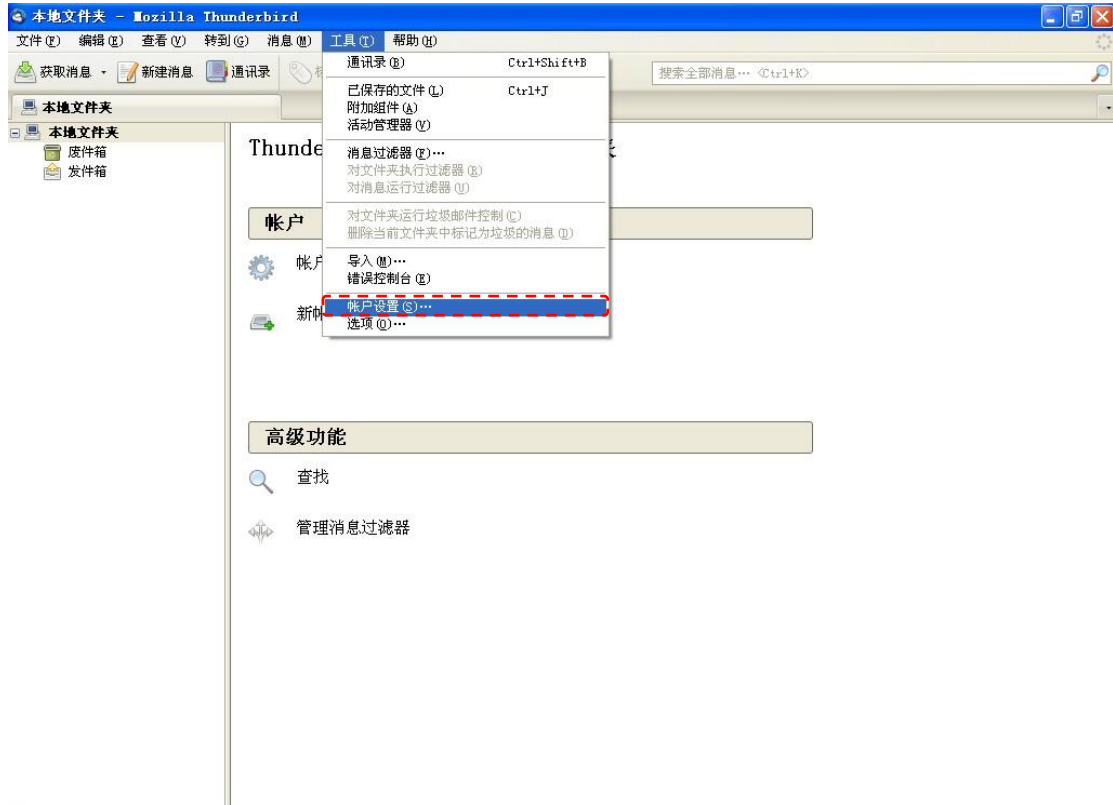 本地文件夹 - Mozilla Thunderbird
文件(F) 编辑(E) 查看(V) 转到(G) 消息(M) 工具(T) 帮助(H)
获取消息 新建消息 通讯录 搜索全部消息… <Ctrl+K>
通讯录(B) Ctrl+Shift+B
已保存的文件(L) Ctrl+J
附加组件(A)
活动管理器(V)
消息过滤器(F)…
对文件夹执行过滤器(R)
对消息运行过滤器(U)
对文件夹运行垃圾邮件控制(C)
删除当前文件夹中标记为垃圾的消息(D)
导入(M)…
错误控制台(E)
帐户设置(S)…
选项(O)…
本地文件夹
本地文件夹
废件箱
发件箱
Thunde
帐户
帐户
新帐
高级功能
查找
管理消息过滤器